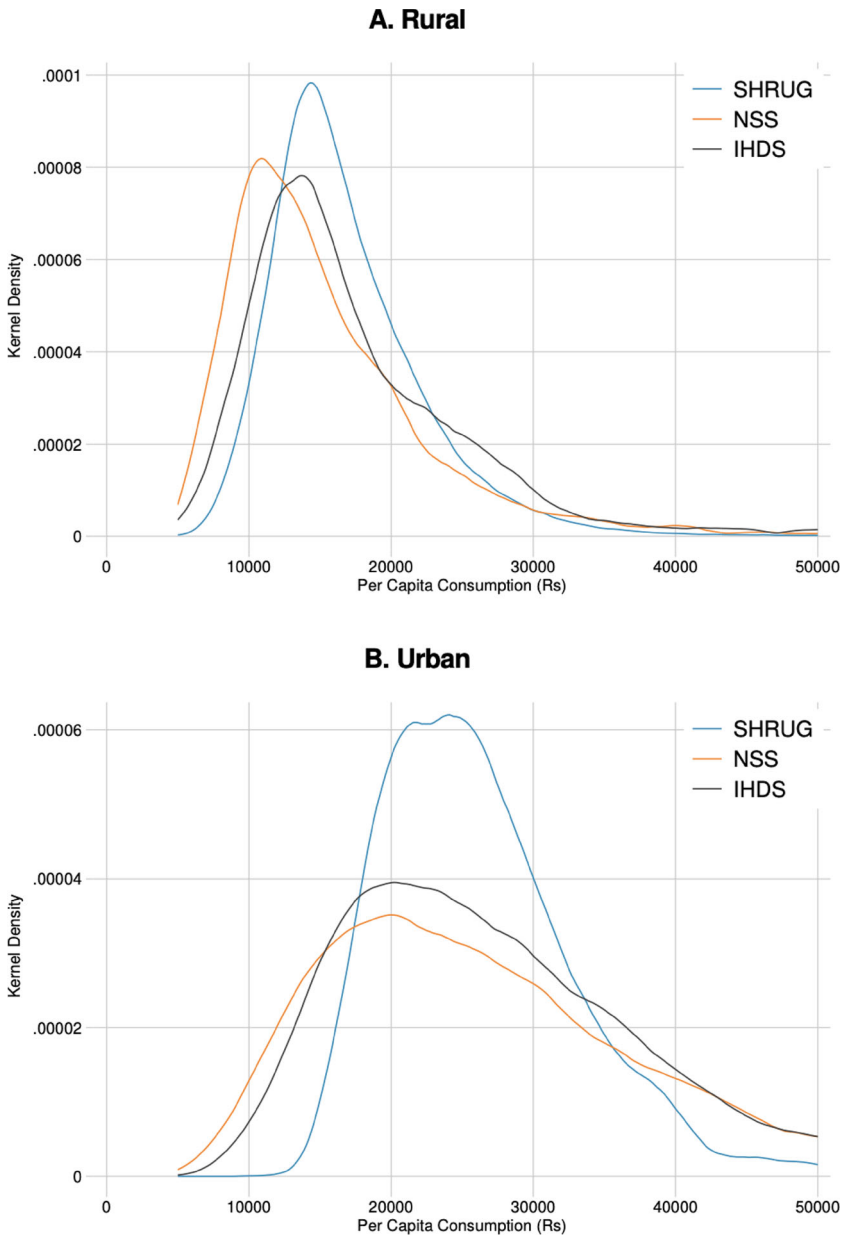 A. Rural
.0001
.00008
.00006
.00004
.00002
0
Kernel Density
SHRUG
NSS
IHDS
0 10000 20000 30000 40000 50000
Per Capita Consumption (Rs)
B. Urban
.00006
.00004
.00002
0
Kernel Density
SHRUG
NSS
IHDS
0 10000 20000 30000 40000 50000
Per Capita Consumption (Rs)